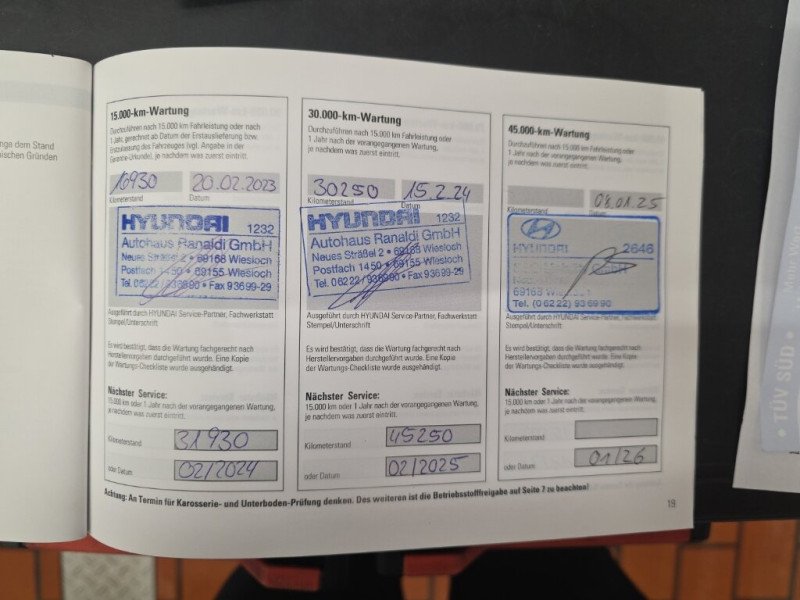 nge dem Stand
nischen Gründen
15.000-km-Wartung
Durchzuführen nach 15.000 km Fahrleistung oder nach
1 Jahr, gerechnet ab Datum der Erstauslieferung bzw.
Erstzulassung des Fahrzeuges (vgl. Angabe in der
Garantie-Urkunde), je nachdem was zuerst eintritt.
16930 20.02.2023
Kilometerstand Datum
HYUNDAI 1232
Autohaus Ranaldi GmbH
Neues Sträßel 2 • 69168 Wiesloch
Postfach 1450 • 69155 Wiesloch
Tel. 06222/936990 • Fax 93699-29
Ausgeführt durch HYUNDAI Service-Partner, Fachwerkstatt
Stempel/Unterschrift
Es wird bestätigt, dass die Wartung fachgerecht nach
Herstellervorgaben durchgeführt wurde. Eine Kopie
der Wartungs-Checkliste wurde ausgehändigt.
Nächster Service:
15.000 km oder 1 Jahr nach der vorangegangenen Wartung,
je nachdem was zuerst eintritt.
Kilometerstand 31930
oder Datum 02/2024
30.000-km-Wartung
Durchzuführen nach 15.000 km Fahrleistung oder
1 Jahr nach der vorangegangenen Wartung,
je nachdem was zuerst eintritt.
30250 15.2.24
Kilometerstand Datum
HYUNDAI 1232
Autohaus Ranaldi GmbH
Neues Sträßel 2 • 69168 Wiesloch
Postfach 1450 • 69155 Wiesloch
Tel. 06222/936990 • Fax 93699-29
Ausgeführt durch HYUNDAI Service-Partner, Fachwerkstatt
Stempel/Unterschrift
Es wird bestätigt, dass die Wartung fachgerecht nach
Herstellervorgaben durchgeführt wurde. Eine Kopie
der Wartungs-Checkliste wurde ausgehändigt.
Nächster Service:
15.000 km oder 1 Jahr nach der vorangegangenen Wartung,
je nachdem was zuerst eintritt.
Kilometerstand 45250
oder Datum 02/2025
45.000-km-Wartung
Durchzuführen nach 15.000 km Fahrleistung oder
1 Jahr nach der vorangegangenen Wartung,
je nachdem was zuerst eintritt.
08.01.25
Kilometerstand Datum
HYUNDAI 2646
GmbH
69168
Tel. (06222) 936990
Ausgeführt durch HYUNDAI Service-Partner, Fachwerkstatt
Stempel/Unterschrift
Es wird bestätigt, dass die Wartung fachgerecht nach
Herstellervorgaben durchgeführt wurde. Eine Kopie
der Wartungs-Checkliste wurde ausgehändigt.
Nächster Service:
15.000 km oder 1 Jahr nach der vorangegangenen Wartung,
je nachdem was zuerst eintritt.
Kilometerstand
oder Datum 01/26
Achtung: An Termin für Karosserie- und Unterboden-Prüfung denken. Des weiteren ist die Betriebsstofffreigabe auf Seite 7 zu beachten!
19
• TÜV SÜD •
Mehr Wert